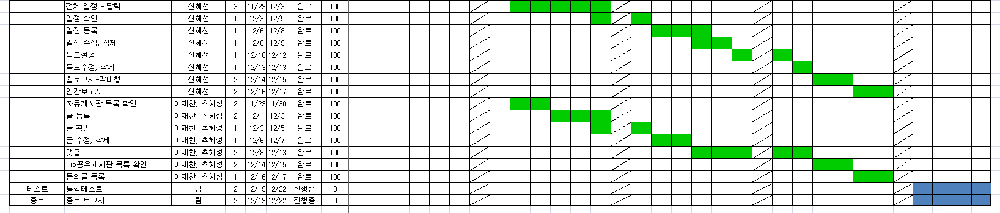 전체 일정 - 달력 신혜선 3 11/29 12/3 완료 100
일정 확인 신혜선 1 12/3 12/5 완료 100
일정 등록 신혜선 1 12/6 12/8 완료 100
일정 수정, 삭제 신혜선 1 12/8 12/9 완료 100
목표설정 신혜선 1 12/10 12/12 완료 100
목표수정, 삭제 신혜선 1 12/13 12/13 완료 100
월보고서-막대형 신혜선 2 12/14 12/15 완료 100
연간보고서 신혜선 2 12/16 12/17 완료 100
자유게시판 목록 확인 이재찬, 추혜성 2 11/29 11/30 완료 100
글 등록 이재찬, 추혜성 2 12/1 12/3 완료 100
글 확인 이재찬, 추혜성 1 12/3 12/5 완료 100
글 수정, 삭제 이재찬, 추혜성 1 12/6 12/7 완료 100
댓글 이재찬, 추혜성 2 12/8 12/13 완료 100
Tip공유게시판 목록 확인 이재찬, 추혜성 2 12/14 12/15 완료 100
문의글 등록 이재찬, 추혜성 1 12/16 12/17 완료 100
테스트 통합테스트 팀 2 12/19 12/22 진행중 0
종료 종료 보고서 팀 2 12/19 12/22 진행중 0